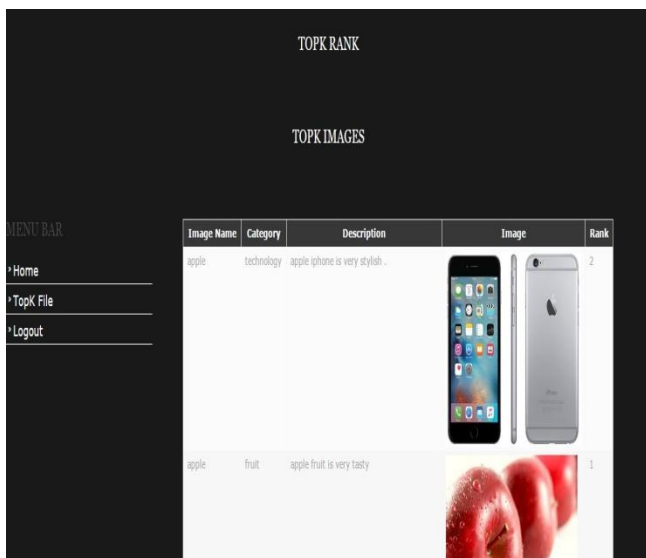 TOPK RANK
TOPK IMAGES
MENU BAR
Home
TopK File
Logout
Image Name Category Description Image Rank
apple technology apple iphone is very stylish . 2
apple fruit apple fruit is very tasty 1